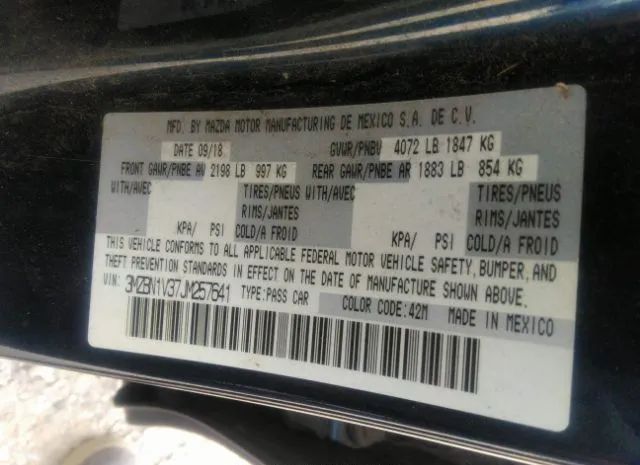 MFD. BY MAZDA MOTOR MANUFACTURING DE MEXICO S.A. DE C.V.
DATE 09/18 GVWR/PNBV 4072 LB 1847 KG
FRONT GAWR/PNBE AV 2198 LB 997 KG REAR GAWR/PNBE AR 1883 LB 854 KG
WITH/AVEC TIRES/PNEUS WITH/AVEC TIRES/PNEUS
RIMS/JANTES RIMS/JANTES
KPA/ PSI COLD/A FROID KPA/ PSI COLD/A FROID
THIS VEHICLE CONFORMS TO ALL APPLICABLE FEDERAL MOTOR VEHICLE SAFETY, BUMPER, AND
THEFT PREVENTION STANDARDS IN EFFECT ON THE DATE OF MANUFACTURE SHOWN ABOVE.
VIN: 3MZBN1V37JM257641 TYPE:PASS CAR COLOR CODE:42M MADE IN MEXICO